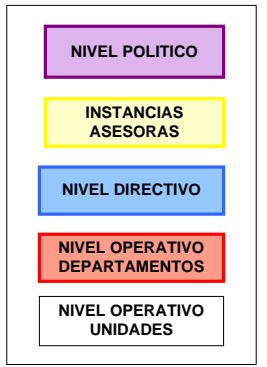 NIVEL POLITICO
INSTANCIAS
ASESORAS
NIVEL DIRECTIVO
NIVEL OPERATIVO
DEPARTAMENTOS
NIVEL OPERATIVO
UNIDADES